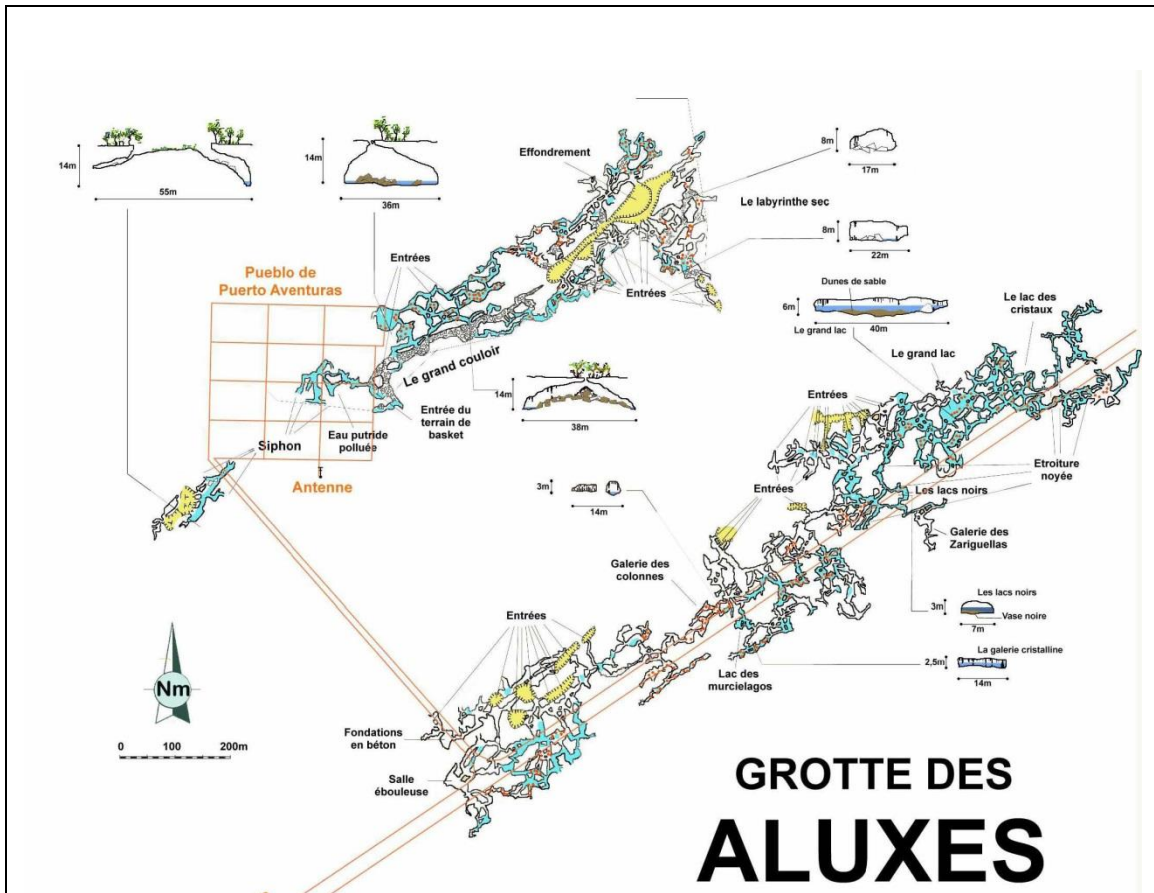 14m
55m
14m
36m
Effondrement
8m
17m
Le labyrinthe sec
8m
22m
Entrées
Pueblo de
Puerto Aventuras
Entrées
Dunes de sable
6m
Le grand lac
40m
Le lac des
cristaux
Le grand lac
Le grand couloir
14m
38m
Entrée du
terrain de
basket
Eau putride
polluée
Siphon
Antenne
Entrées
Entrées
Etroiture
noyée
Les lacs noirs
3m
14m
Galerie des
Zariguellas
Galerie des
colonnes
Les lacs noirs
3m
Vase noire
7m
La galerie cristalline
2,5m
14m
Entrées
Lac des
murcielagos
Nm
0 100 200m
Fondations
en béton
Salle
ébouleuse
GROTTE DES
ALUXES